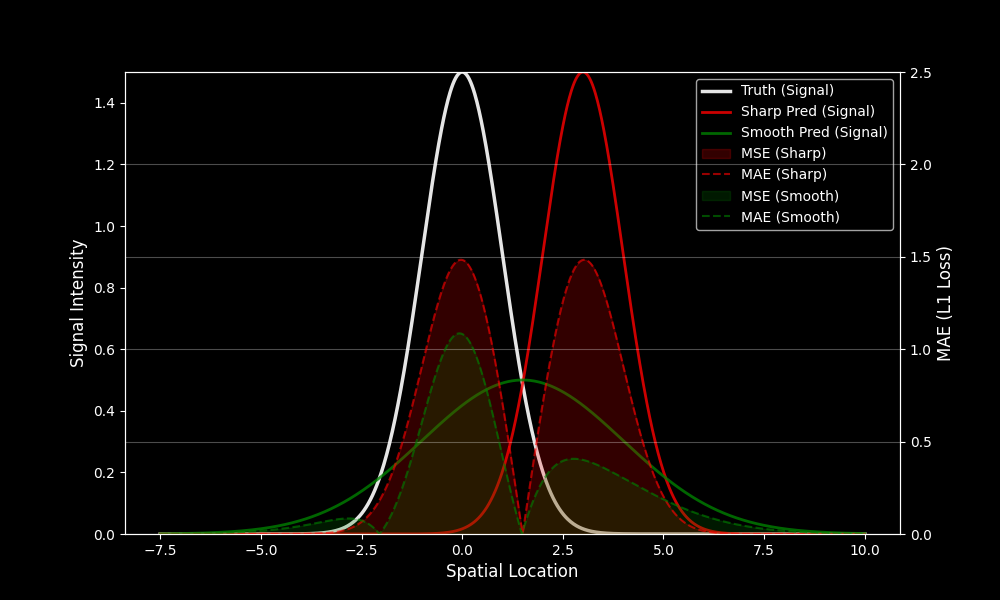 Truth (Signal)
Sharp Pred (Signal)
Smooth Pred (Signal)
MSE (Sharp)
MAE (Sharp)
MSE (Smooth)
MAE (Smooth)
Signal Intensity
1.4
1.2
1.0
0.8
0.6
0.4
0.2
0.0
2.5
2.0
1.5
1.0
0.5
0.0
MAE (L1 Loss)
−7.5 −5.0 −2.5 0.0 2.5 5.0 7.5 10.0
Spatial Location